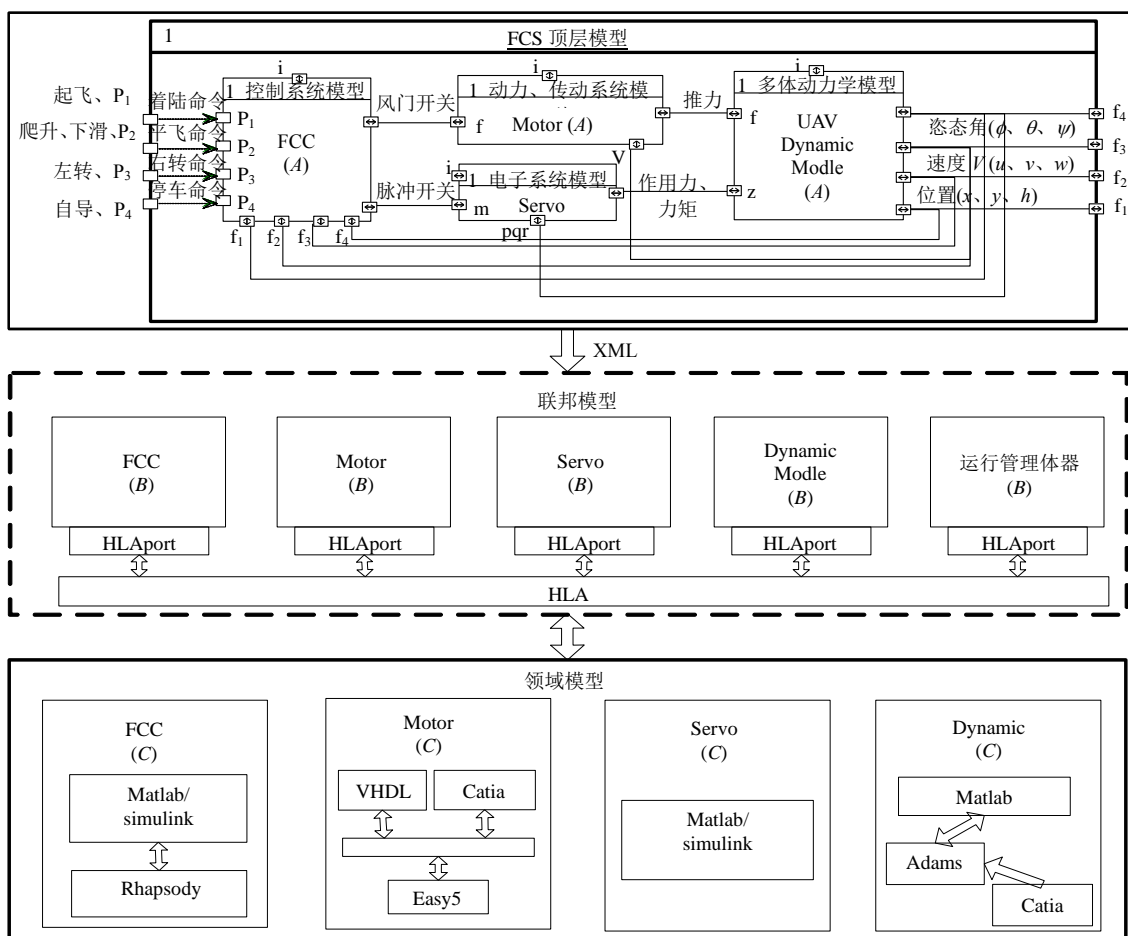 1 FCS 顶层模型
起飞、P1 着陆命令
爬升、下滑、P2 平飞命令
左转、P3 右转命令
自导、P4 停车命令
i
1 控制系统模型
P1
FCC
P2
(A)
P3
P4
f1 f2 f3 f4
风门开关
脉冲开关
i
1 动力、传动系统模
f Motor (A)
V
i
1 电子系统模型
m Servo
pqr
推力
作用力、
力矩
i
1 多体动力学模型
f UAV
Dynamic
Modle
z (A)
f4
姿态角(ϕ、θ、ψ)
f3
速度 V(u、v、w)
f2
位置(x、y、h)
f1
XML
联邦模型
FCC
(B)
HLAport
Motor
(B)
HLAport
Servo
(B)
HLAport
Dynamic
Modle
(B)
HLAport
运行管理体器
(B)
HLAport
HLA
领域模型
FCC
(C)
Matlab/
simulink
Rhapsody
Motor
(C)
VHDL Catia
Easy5
Servo
(C)
Matlab/
simulink
Dynamic
(C)
Matlab
Adams
Catia